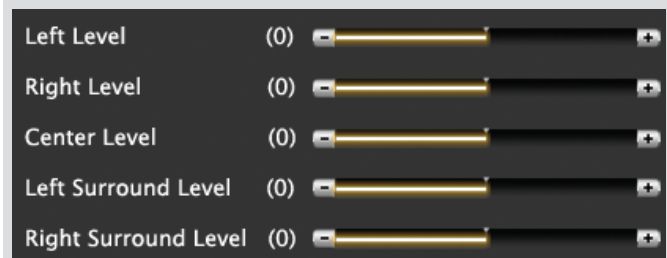 Left Level (0) - +
Right Level (0) - +
Center Level (0) - +
Left Surround Level (0) - +
Right Surround Level (0) - +